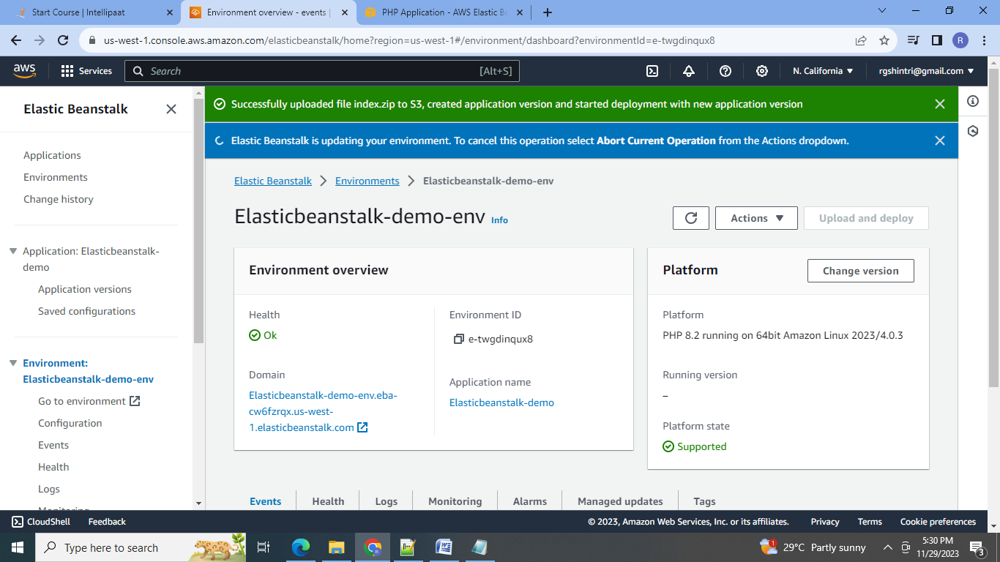 Start Course | Intellipaat
Environment overview - events |
PHP Application - AWS Elastic Be
us-west-1.console.aws.amazon.com/elasticbeanstalk/home?region=us-west-1#/environment/dashboard?environmentId=e-twgdinqux8
R
aws
Services
Search
[Alt+S]
N. California
rgshintri@gmail.com
Elastic Beanstalk
Applications
Environments
Change history
Application: Elasticbeanstalk-
demo
Application versions
Saved configurations
Environment:
Elasticbeanstalk-demo-env
Go to environment
Configuration
Events
Health
Logs
Monitoring
Successfully uploaded file index.zip to S3, created application version and started deployment with new application version
Elastic Beanstalk is updating your environment. To cancel this operation select Abort Current Operation from the Actions dropdown.
Elastic Beanstalk > Environments > Elasticbeanstalk-demo-env
Elasticbeanstalk-demo-env Info
Actions
Upload and deploy
Environment overview
Health
Ok
Domain
Elasticbeanstalk-demo-env.eba-
cw6fzrqx.us-west-
1.elasticbeanstalk.com
Environment ID
e-twgdinqux8
Application name
Elasticbeanstalk-demo
Platform
Change version
Platform
PHP 8.2 running on 64bit Amazon Linux 2023/4.0.3
Running version
–
Platform state
Supported
Events
Health
Logs
Monitoring
Alarms
Managed updates
Tags
CloudShell
Feedback
© 2023, Amazon Web Services, Inc. or its affiliates.
Privacy
Terms
Cookie preferences
Type here to search
1
29°C Partly sunny
5:30 PM
11/29/2023
3